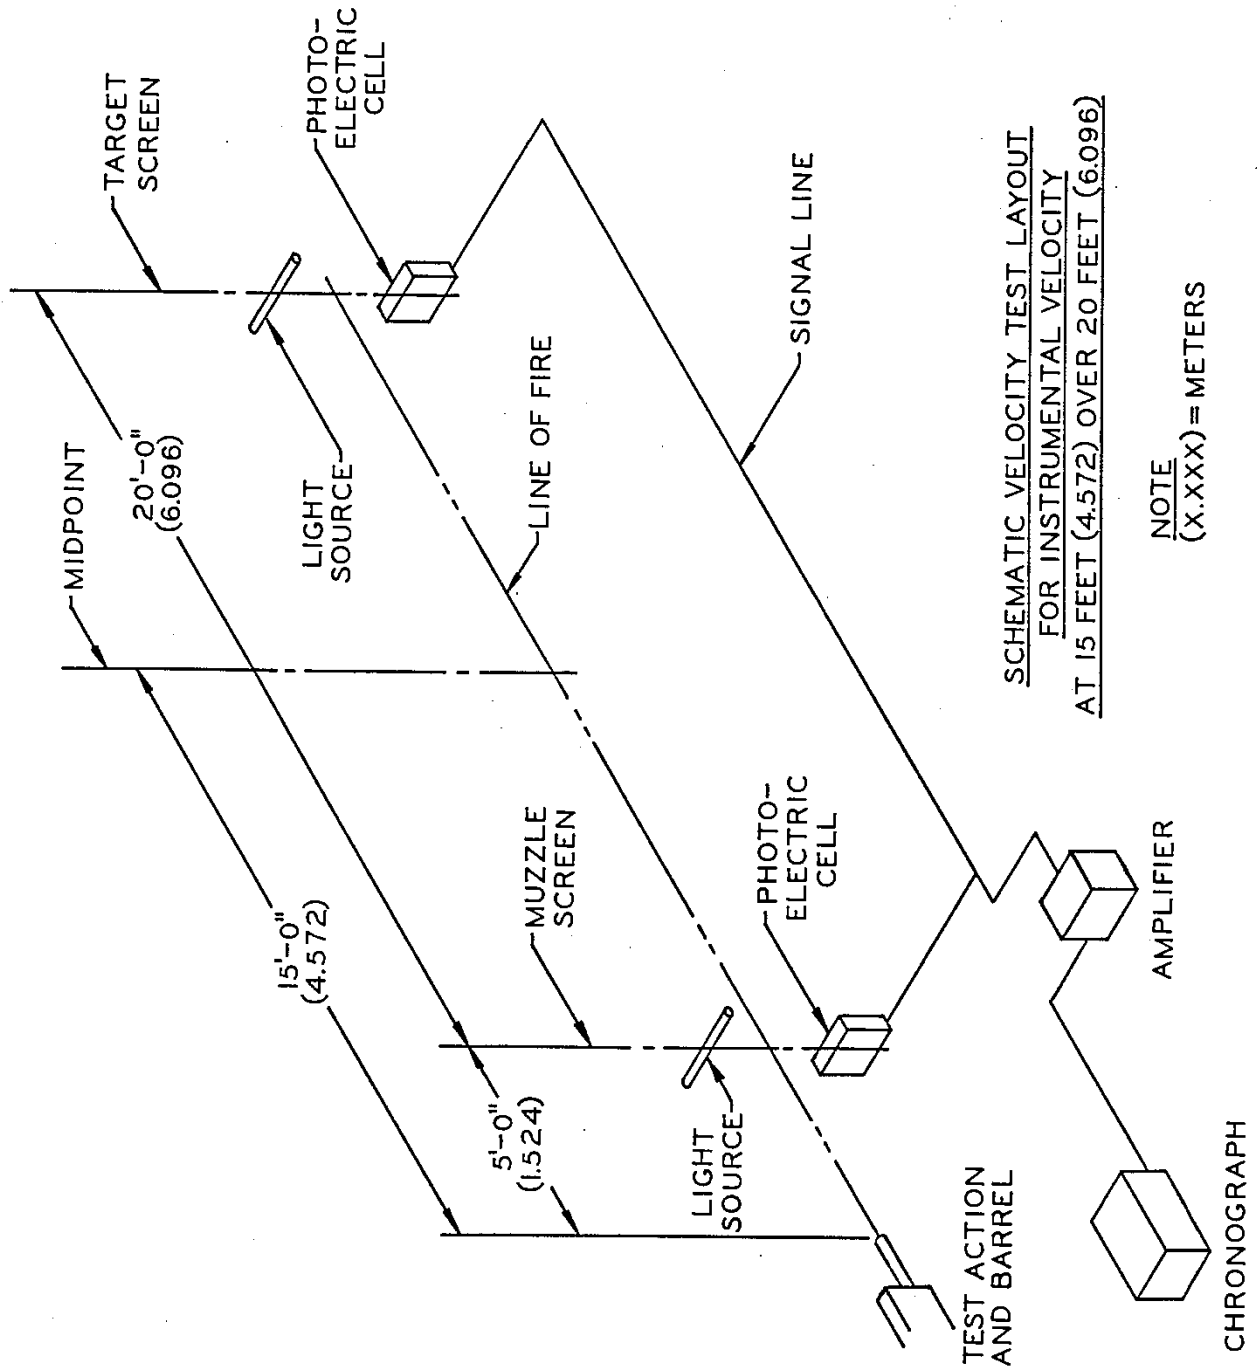 TARGET
SCREEN
PHOTO-
ELECTRIC
CELL
MIDPOINT
20'-0"
(6.096)
LIGHT
SOURCE
LINE OF FIRE
SIGNAL LINE
15'-0"
(4.572)
MUZZLE
SCREEN
PHOTO-
ELECTRIC
CELL
5'-0"
(1.524)
LIGHT
SOURCE
TEST ACTION
AND BARREL
AMPLIFIER
CHRONOGRAPH
SCHEMATIC VELOCITY TEST LAYOUT
FOR INSTRUMENTAL VELOCITY
AT 15 FEET (4.572) OVER 20 FEET (6.096)
NOTE
(X.XXX) = METERS